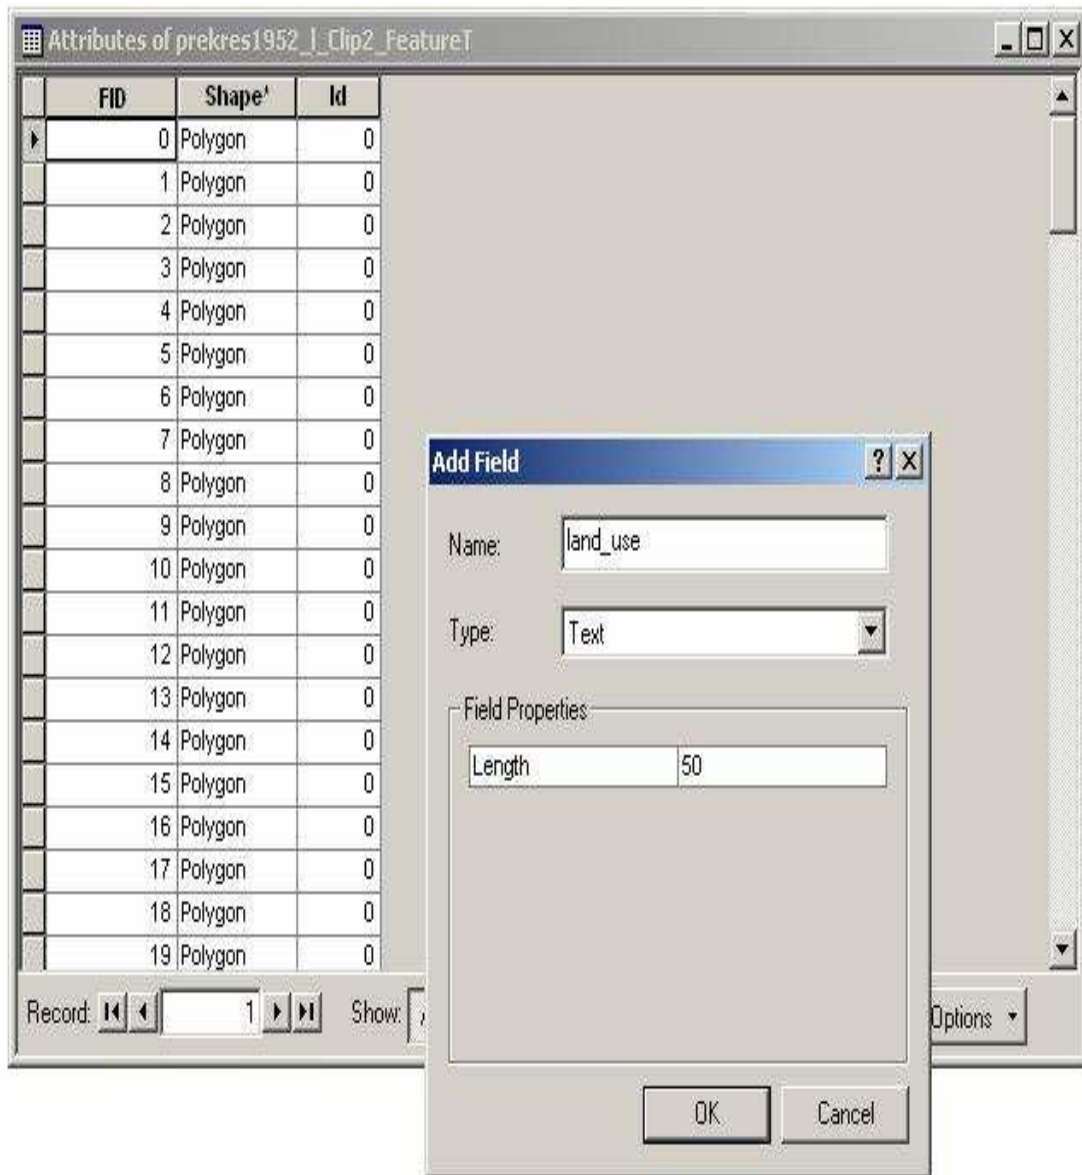 Attributes of prekres1952_l_Clip2_FeatureT
FID Shape* Id
0 Polygon 0
1 Polygon 0
2 Polygon 0
3 Polygon 0
4 Polygon 0
5 Polygon 0
6 Polygon 0
7 Polygon 0
8 Polygon 0
9 Polygon 0
10 Polygon 0
11 Polygon 0
12 Polygon 0
13 Polygon 0
14 Polygon 0
15 Polygon 0
16 Polygon 0
17 Polygon 0
18 Polygon 0
19 Polygon 0
Record: 1 Show: Options
Add Field
Name: land_use
Type: Text
Field Properties
Length 50
OK Cancel